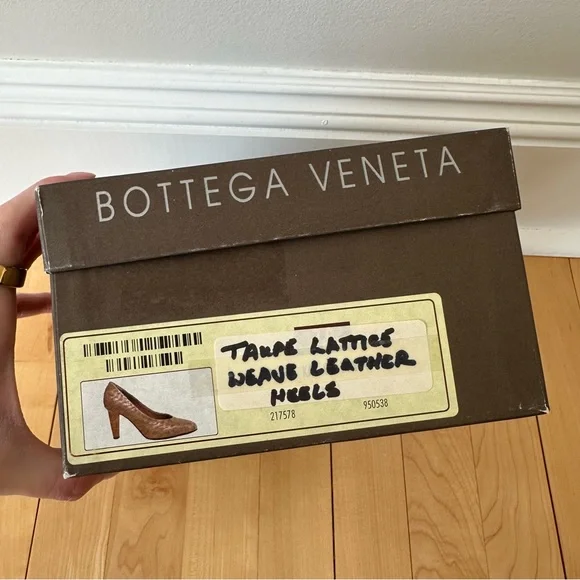 BOTTEGA VENETA
TAUPE LATTICE
WEAVE LEATHER
HEELS
217578 950538